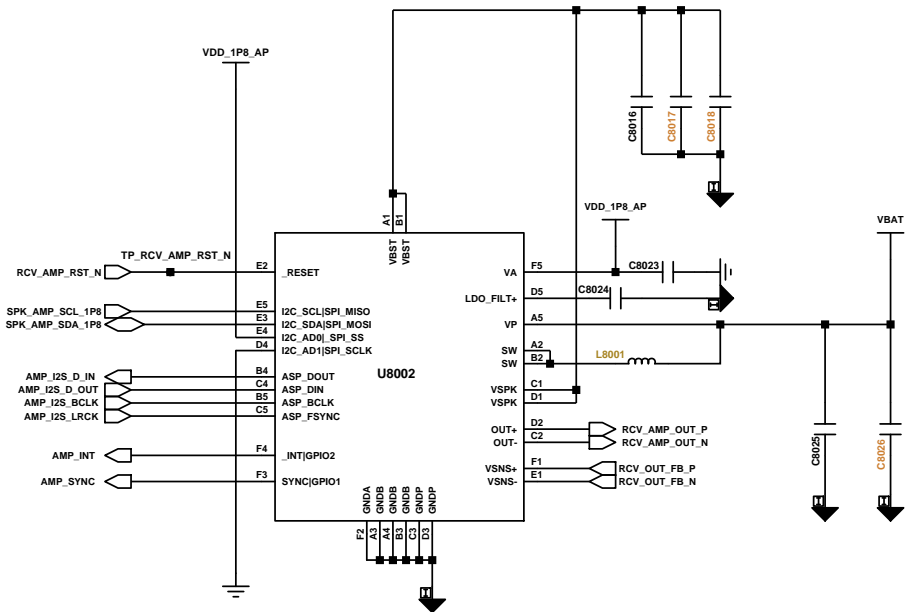 VDD_1P8_AP
C8016
C8017
C8018
A1
B1
VBST
VBST
VDD_1P8_AP
VBAT
TP_RCV_AMP_RST_N
RCV_AMP_RST_N
E2
_RESET
VA
F5
C8023
LDO_FILT+
D5
C8024
SPK_AMP_SCL_1P8
E5
I2C_SCL|SPI_MISO
SPK_AMP_SDA_1P8
E3
I2C_SDA|SPI_MOSI
VP
A5
E4
I2C_AD0|_SPI_SS
D4
I2C_AD1|SPI_SCLK
SW
A2
SW
B2
L8001
U8002
AMP_I2S_D_IN
B4
ASP_DOUT
AMP_I2S_D_OUT
C4
ASP_DIN
VSPK
C1
AMP_I2S_BCLK
B5
ASP_BCLK
VSPK
D1
AMP_I2S_LRCK
C5
ASP_FSYNC
OUT+
D2
RCV_AMP_OUT_P
OUT-
C2
RCV_AMP_OUT_N
AMP_INT
F4
_INT|GPIO2
VSNS+
F1
RCV_OUT_FB_P
AMP_SYNC
F3
SYNC|GPIO1
VSNS-
E1
RCV_OUT_FB_N
C8025
C8026
GNDA
GNDB
GNDB
GNDB
GNDP
GNDP
F2
A3
A4
B3
C3
D3